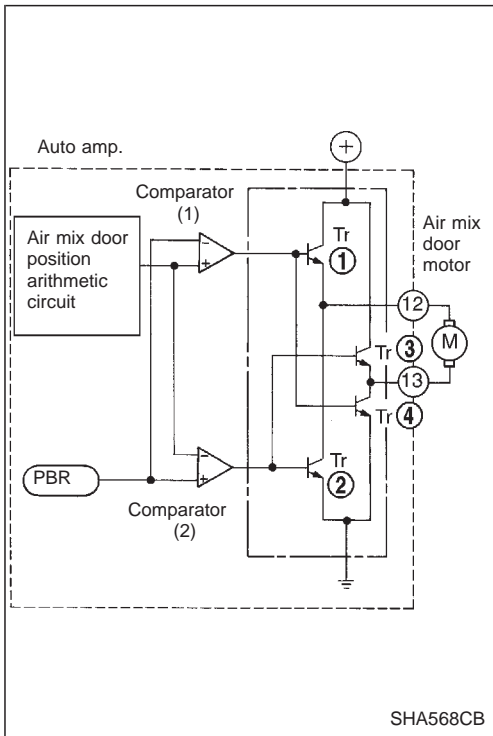 Auto amp.
Comparator
(1)
Air mix door
position
arithmetic
circuit
+
Tr
1
Air mix
door
motor
12
M
Tr 3
13
Tr 4
PBR
Tr
2
Comparator
(2)
-
+
-
+
SHA568CB